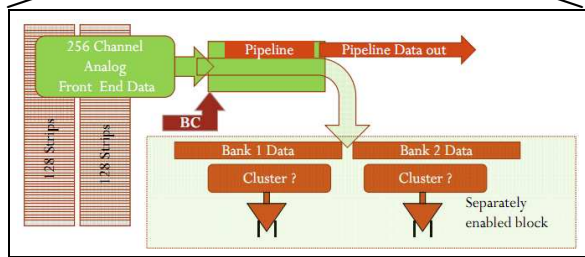 256 Channel
Analog
Front End Data
Pipeline
Pipeline Data out
BC
128 Strips
128 Strips
Bank 1 Data
Bank 2 Data
Cluster ?
Cluster ?
Separately
enabled block